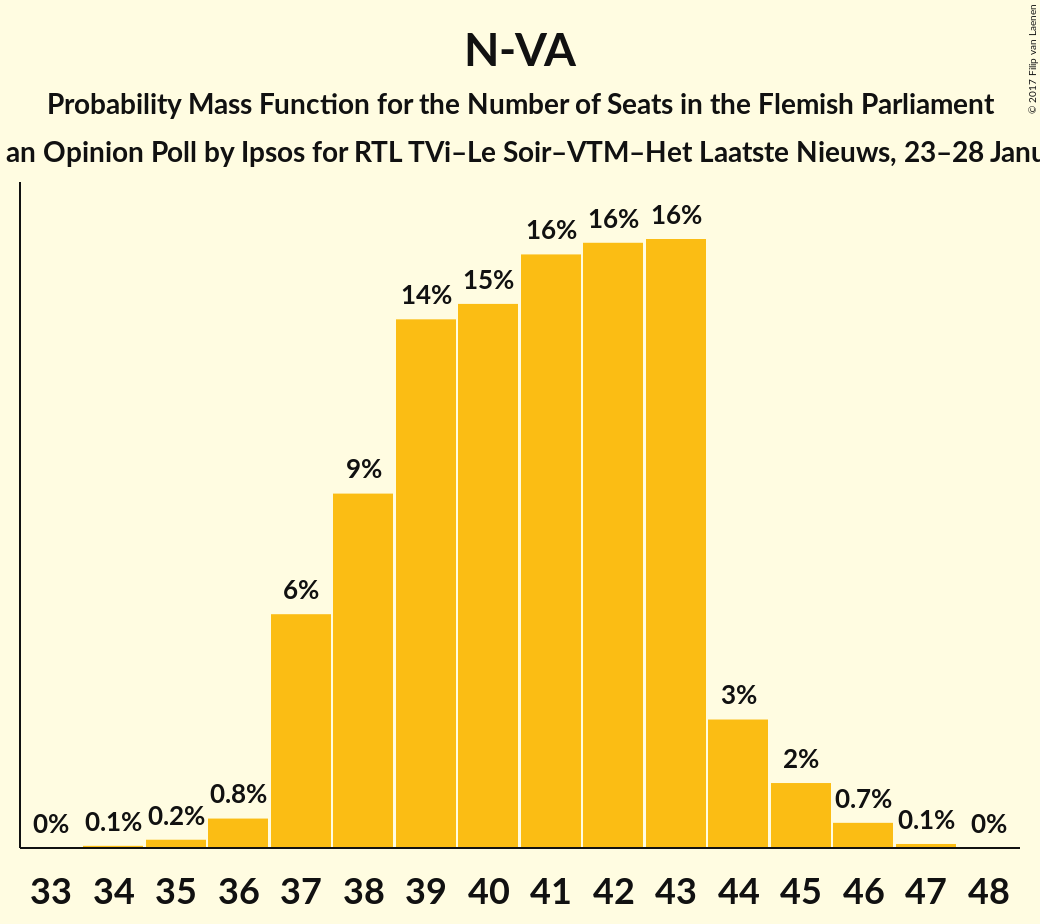 N-VA
Probability Mass Function for the Number of Seats in the Flemish Parliament
an Opinion Poll by Ipsos for RTL TVi–Le Soir–VTM–Het Laatste Nieuws, 23–28 Janu
© 2017 Filip van Laenen
0% 0.1% 0.2% 0.8% 6% 9% 14% 15% 16% 16% 16% 3% 2% 0.7% 0.1% 0%
33 34 35 36 37 38 39 40 41 42 43 44 45 46 47 48